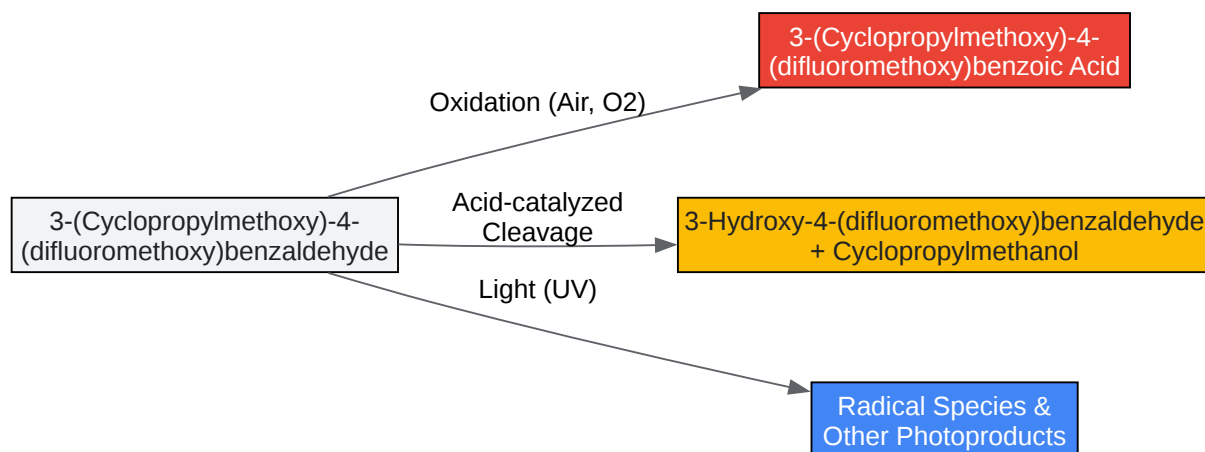 3-(Cyclopropylmethoxy)-4-
(difluoromethoxy)benzoic Acid
Oxidation (Air, O2)
3-(Cyclopropylmethoxy)-4-
(difluoromethoxy)benzaldehyde
Acid-catalyzed
Cleavage
3-Hydroxy-4-(difluoromethoxy)benzaldehyde
+ Cyclopropylmethanol
Light (UV)
Radical Species &
Other Photoproducts